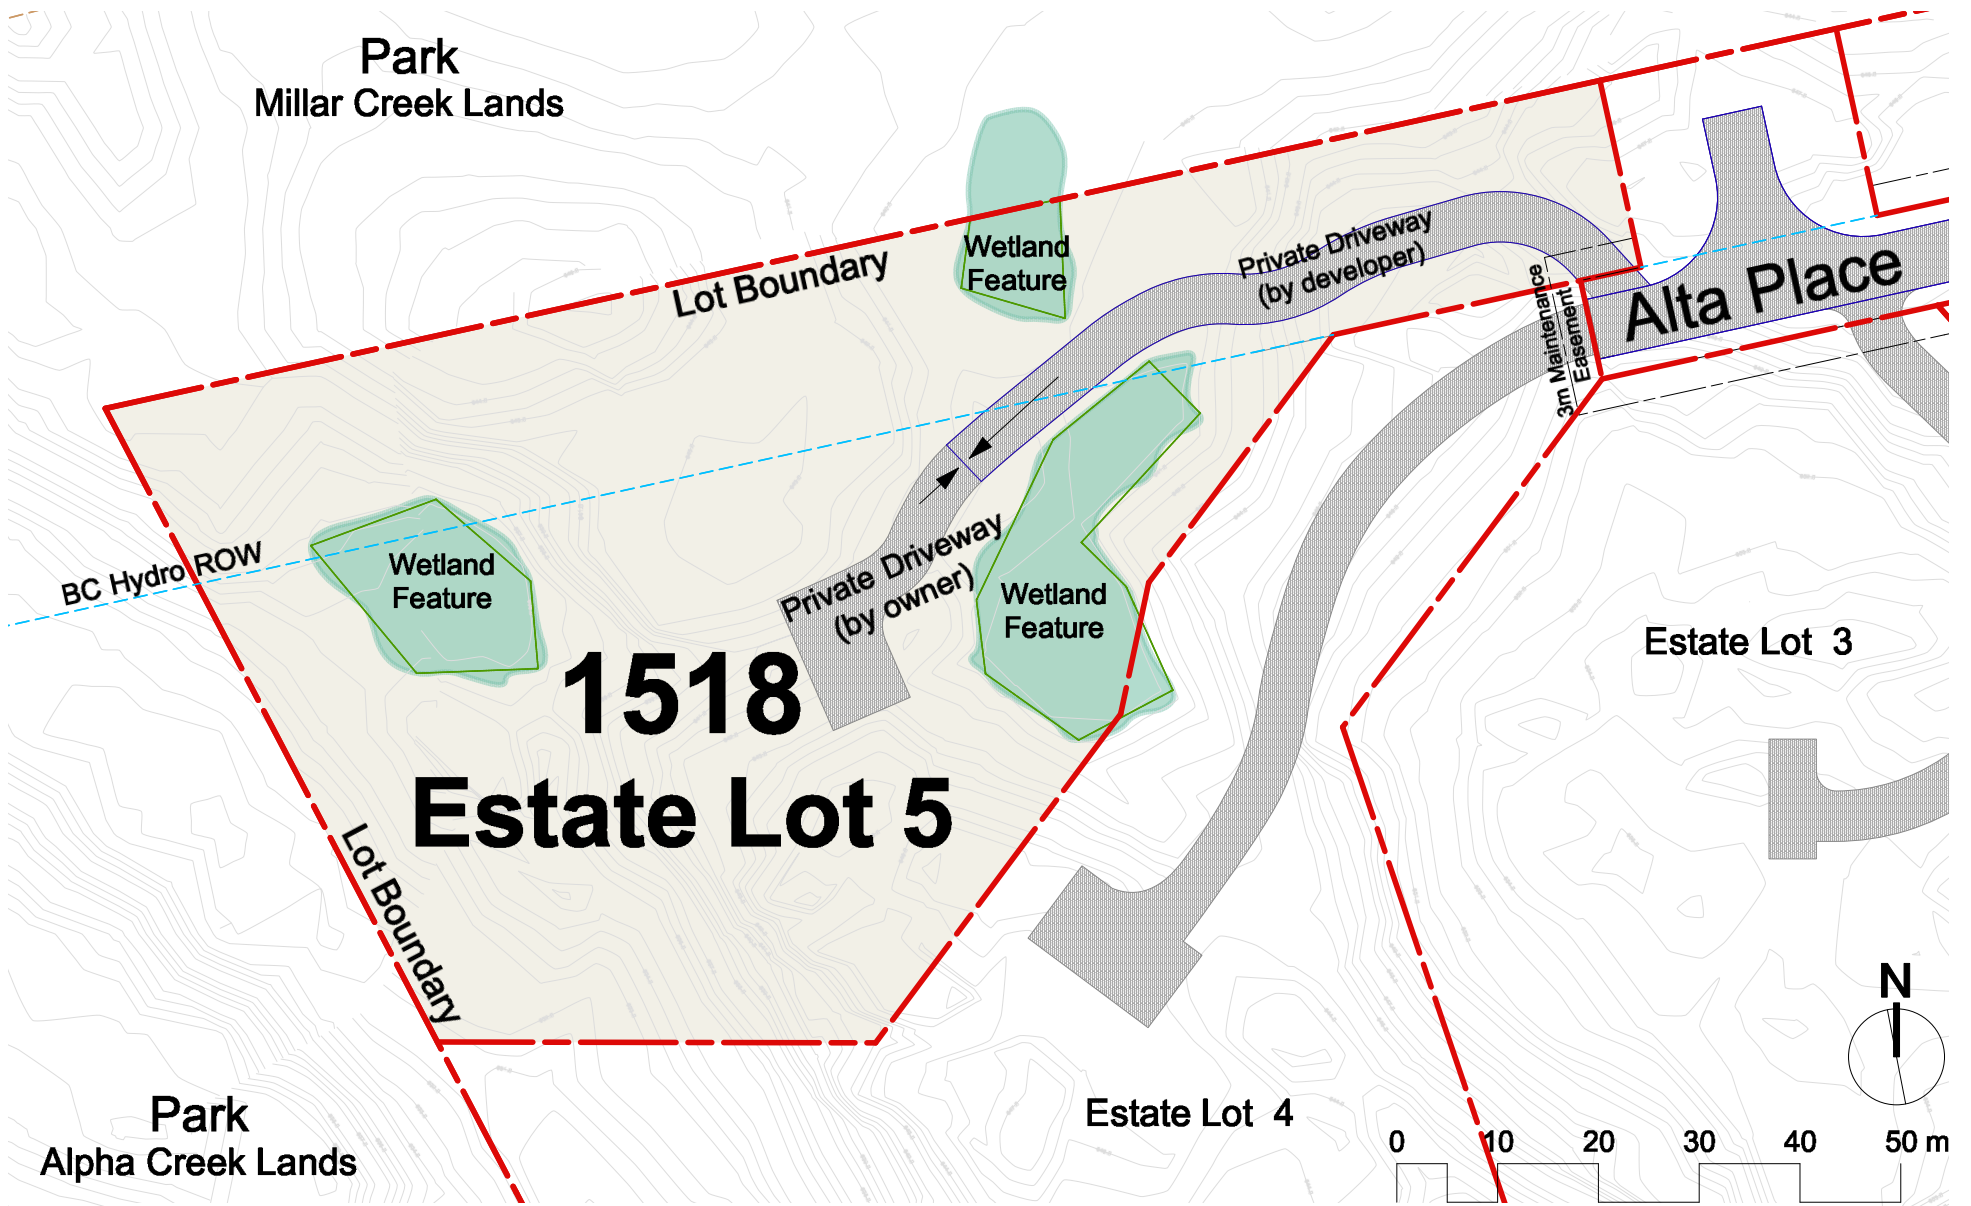 Park
Millar Creek Lands
Wetland
Feature
Lot Boundary
Private Driveway
(by developer)
Alta Place
3m Maintenance
Easement
BC Hydro ROW
Wetland
Feature
Private Driveway
(by owner)
Wetland
Feature
1518
Estate Lot 5
Estate Lot 3
Lot Boundary
N
Park
Alpha Creek Lands
Estate Lot 4
0 10 20 30 40 50 m